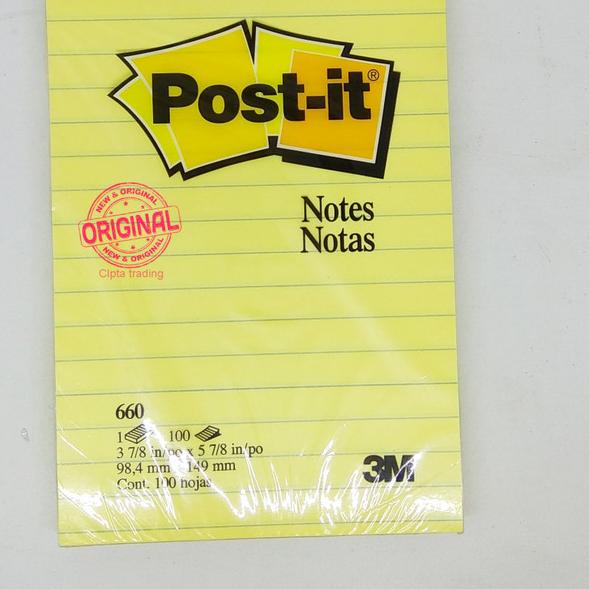 Post-it®
NEW & ORIGINAL
ORIGINAL
NEW & ORIGINAL
CIpta trading
Notes
Notas
660
1 100
3 7/8 in/po x 5 7/8 in/po
98,4 mm 149 mm
Cont. 100 hojas
3M